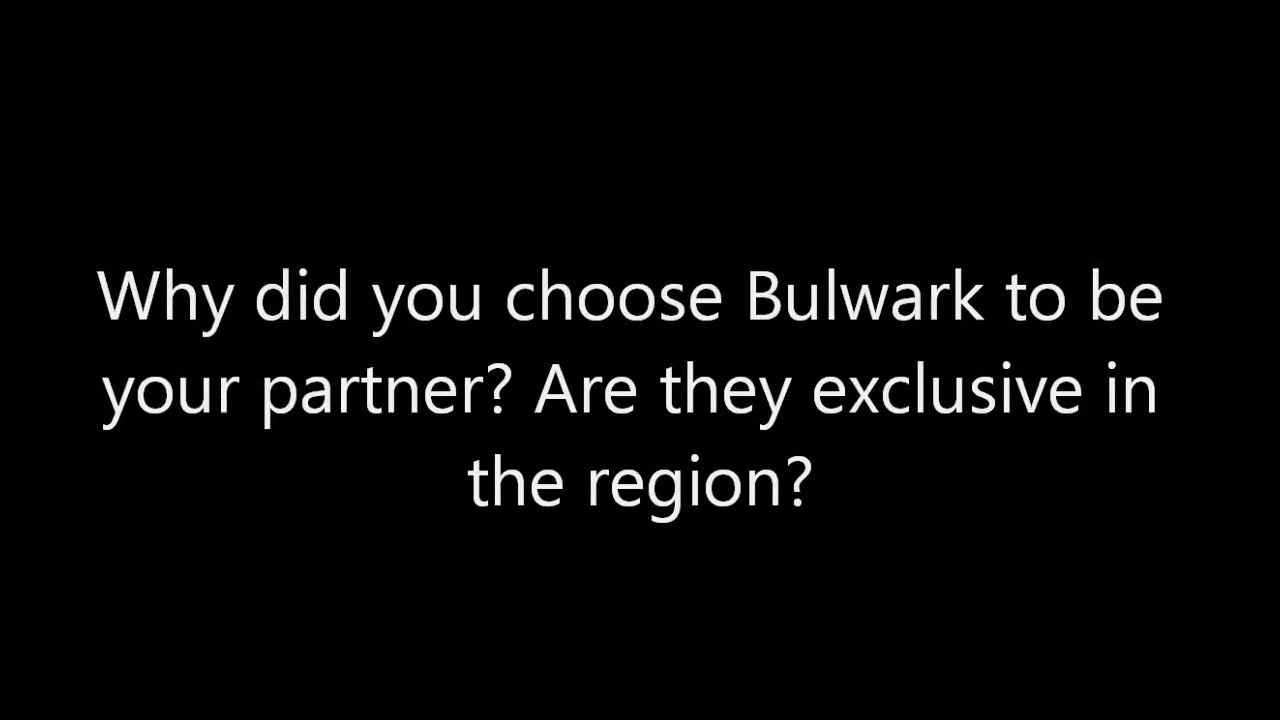 Why did you choose Bulwark to be
your partner? Are they exclusive in
the region?